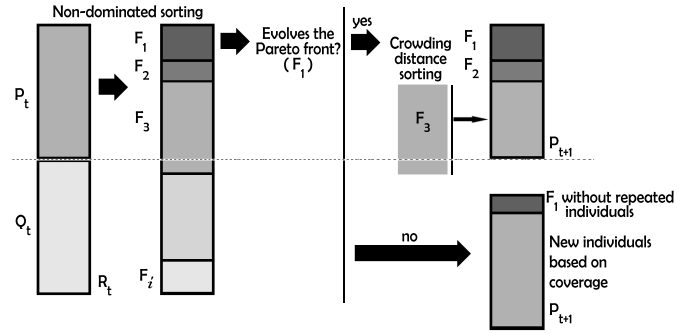 Non-dominated sorting
P t
Q t
R t
F 1
F 2
F 3
F i
Evolves the
Pareto front?
( F 1 )
yes
Crowding
distance
sorting
F 3
F 1
F 2
P t+1
no
F 1 without repeated
individuals
New individuals
based on
coverage
P t+1